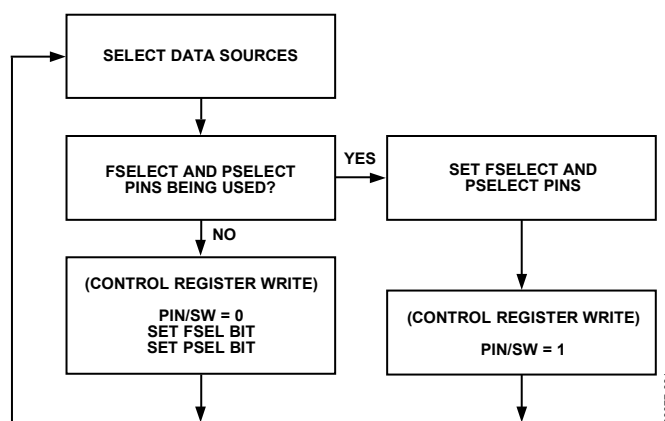 SELECT DATA SOURCES
FSELECT AND PSELECT
PINS BEING USED?
YES
SET FSELECT AND
PSELECT PINS
NO
(CONTROL REGISTER WRITE)
PIN/SW = 0
SET FSEL BIT
SET PSEL BIT
(CONTROL REGISTER WRITE)
PIN/SW = 1